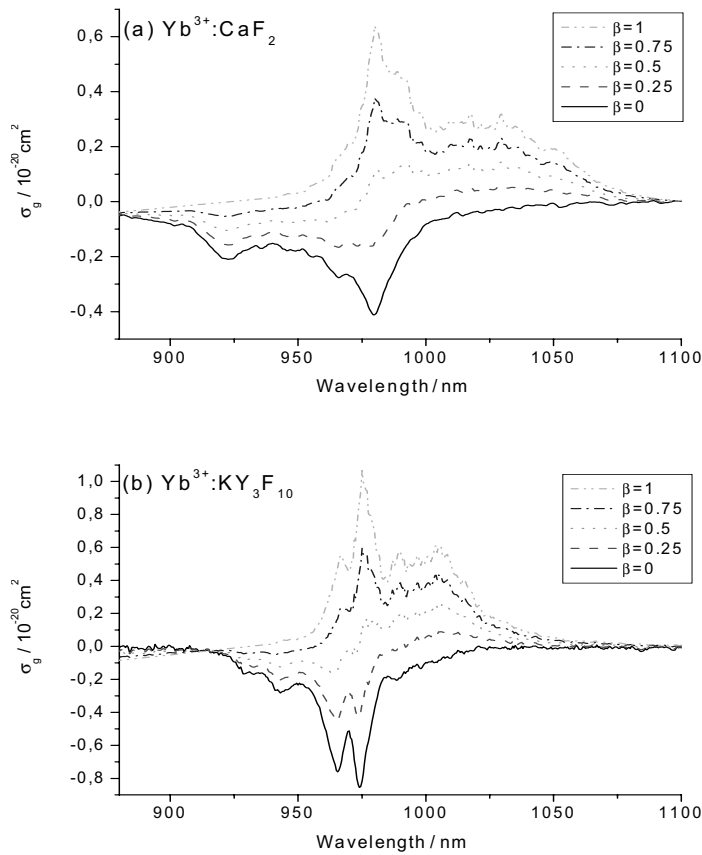 (a) Yb³⁺:CaF₂
β=1
β=0.75
β=0.5
β=0.25
β=0
0,6
0,4
0,2
0,0
-0,2
-0,4
σg / 10⁻²⁰cm²
900 950 1000 1050 1100
Wavelength / nm
(b) Yb³⁺:KY₃F₁₀
β=1
β=0.75
β=0.5
β=0.25
β=0
1,0
0,8
0,6
0,4
0,2
0,0
-0,2
-0,4
-0,6
-0,8
σg / 10⁻²⁰cm²
900 950 1000 1050 1100
Wavelength / nm